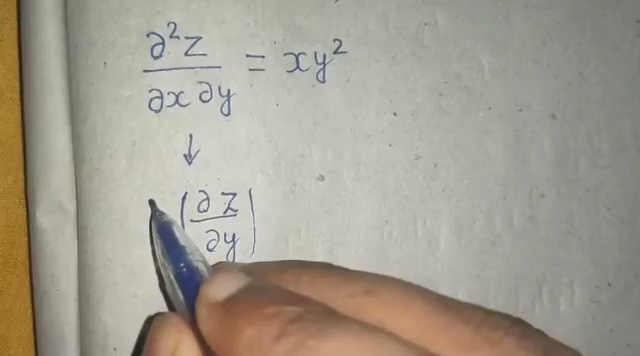 ∂²z/∂x∂y = xy²
↓
(∂z/∂y)